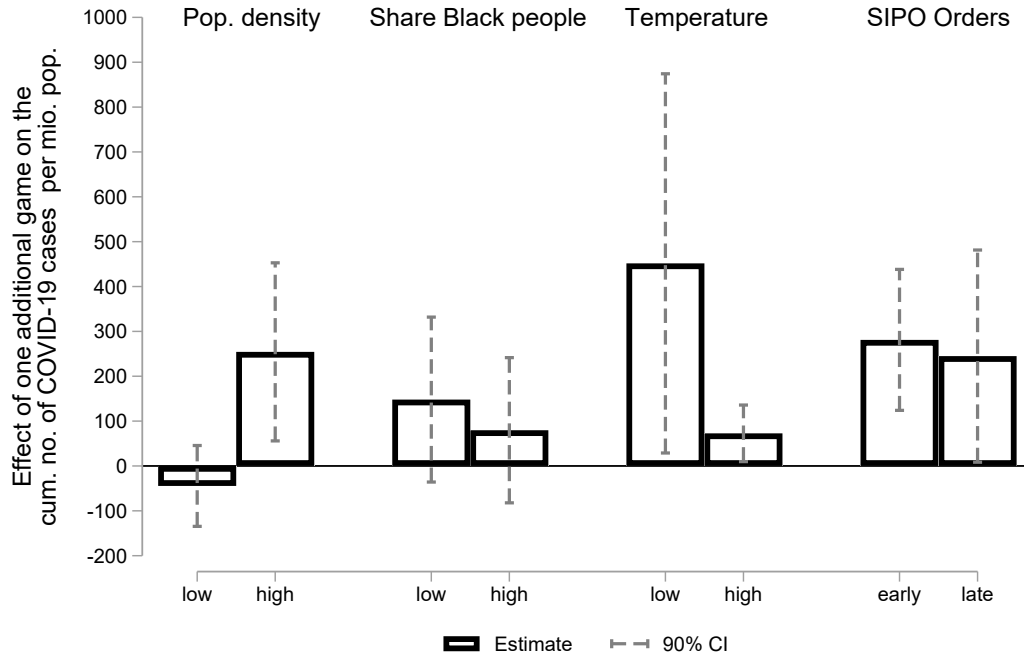 Pop. density Share Black people Temperature SIPO Orders
Effect of one additional game on the
cum. no. of COVID-19 cases  per mio. pop.
1000
900
800
700
600
500
400
300
200
100
0
-100
-200
low high low high low high early late
Estimate 90% CI